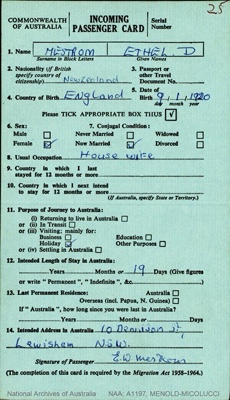 25
COMMONWEALTH OF AUSTRALIA
INCOMING PASSENGER CARD
Serial Number
1. Name MESTROM ETHEL D
Surname in Block Letters Given Names
2. Nationality (if British specify country of citizenship) New Zealand
3. Passport or other Travel Document No.
4. Country of Birth England
5. Date of Birth 9 / 1 / 1920
day month year
Please TICK APPROPRIATE BOX THUS √
6. Sex: 7. Conjugal Condition:
Male Never Married Widowed
Female √ Now Married √ Divorced
8. Usual Occupation House wife
9. Country in which I last stayed for 12 months or more
10. Country in which I next intend to stay for 12 months or more
(If Australia, specify State or Territory.)
11. Purpose of Journey to Australia:
(i) Returning to live in Australia
or (ii) In Transit
or (iii) Visiting; mainly for:
Business Education
Holiday √ Other Purposes
or (iv) Settling in Australia
12. Intended Length of Stay in Australia:
Years Months or 19 Days (Give figures
or write "Permanent", "Indefinite", &c.
13. Last Permanent Residence: Australia
Overseas (incl. Papua, N. Guinea)
If "Australia", how long since you were last in Australia?
Years Months or Days
14. Intended Address in Australia 10 Denison St,
Lewisham N.S.W.
Signature of Passenger E.D Mestrom
(The completion of this card is required by the Migration Act 1958-1964.)
National Archives of Australia NAA: A1197, MENOLD-MICOLUCCI